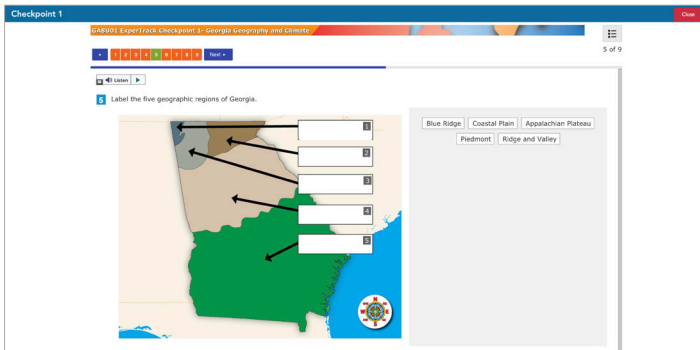 Checkpoint 1
Close
GABU01 ExperTrack Checkpoint 1- Georgia Geography and Climate
1 2 3 4 5 6 7 8 9 Next
5 of 9
Listen
5 Label the five geographic regions of Georgia.
1
2
3
4
5
Blue Ridge Coastal Plain Appalachian Plateau
Piedmont Ridge and Valley
N
W E
S